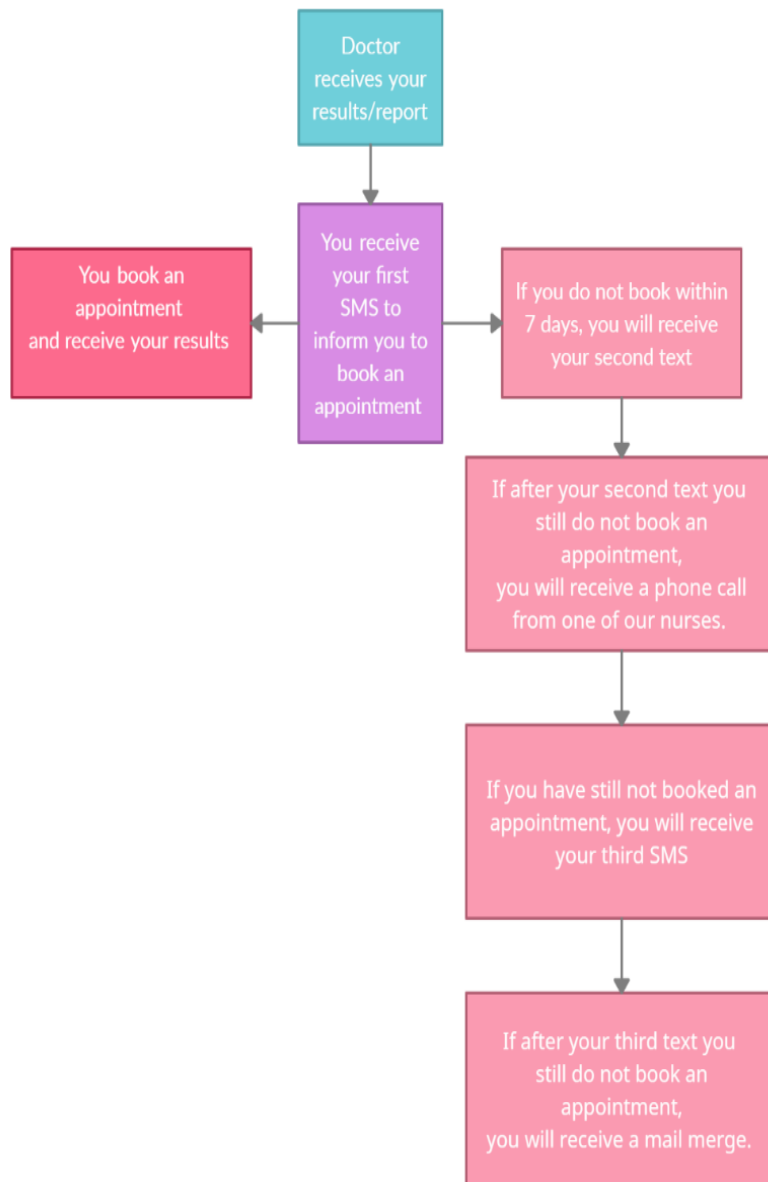 Doctor
receives your
results/report
You receive
your first
SMS to
inform you to
book an
appointment
You book an
appointment
and receive your results
If you do not book within
7 days, you will receive
your second text
If after your second text you
still do not book an
appointment,
you will receive a phone call
from one of our nurses.
If you have still not booked an
appointment, you will receive
your third SMS
If after your third text you
still do not book an
appointment,
you will receive a mail merge.